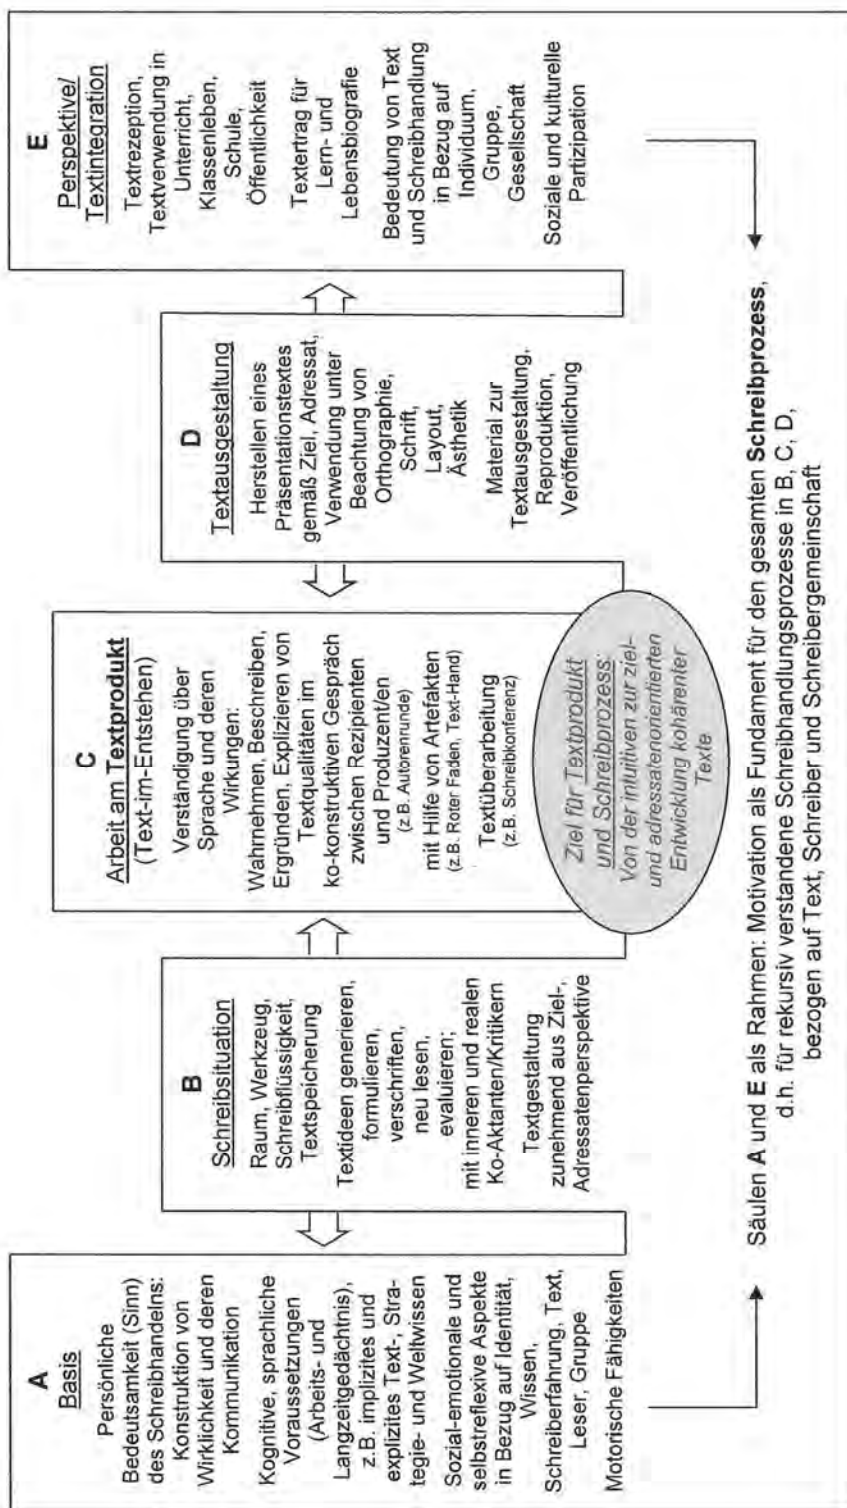 A
Basis
Persönliche
Bedeutsamkeit (Sinn)
des Schreibhandelns:
Konstruktion von
Wirklichkeit und deren
Kommunikation
Kognitive, sprachliche
Voraussetzungen
(Arbeits- und
Langzeitgedächtnis),
z.B. implizites und
explizites Text-, Stra-
tegie- und Weltwissen
Sozial-emotionale und
selbstreflexive Aspekte
in Bezug auf Identität,
Wissen,
Schreiberfahrung, Text,
Leser, Gruppe
Motorische Fähigkeiten
B
Schreibsituation
Raum, Werkzeug,
Schreibflüssigkeit,
Textspeicherung
Textideen generieren,
formulieren,
verschriften,
neu lesen,
evaluieren;
mit inneren und realen
Ko-Aktanten/Kritikern
Textgestaltung
zunehmend aus Ziel-,
Adressatenperspektive
C
Arbeit am Textprodukt
(Text-im-Entstehen)
Verständigung über
Sprache und deren
Wirkungen:
Wahrnehmen, Beschreiben,
Ergründen, Explizieren von
Textqualitäten im
ko-konstruktiven Gespräch
zwischen Rezipienten
und Produzent/en
(z.B. Autorenrunde)
mit Hilfe von Artefakten
(z.B. Roter Faden, Text-Hand)
Textüberarbeitung
(z.B. Schreibkonferenz)
Ziel für Textprodukt
und Schreibprozess:
Von der intuitiven zur ziel-
und adressatenorientierten
Entwicklung kohärenter
Texte
D
Textausgestaltung
Herstellen eines
Präsentationstextes
gemäß Ziel, Adressat,
Verwendung unter
Beachtung von
Orthographie,
Schrift,
Layout,
Ästhetik
Material zur
Textausgestaltung,
Reproduktion,
Veröffentlichung
E
Perspektive/
Textintegration
Textrezeption,
Textverwendung in
Unterricht,
Klassenleben,
Schule,
Öffentlichkeit
Textertrag für
Lern- und
Lebensbiografie
Bedeutung von Text
und Schreibhandlung
in Bezug auf
Individuum,
Gruppe,
Gesellschaft
Soziale und kulturelle
Partizipation
Säulen A und E als Rahmen: Motivation als Fundament für den gesamten Schreibprozess,
d.h. für rekursiv verstandene Schreibhandlungsprozesse in B, C, D,
bezogen auf Text, Schreiber und Schreibergemeinschaft